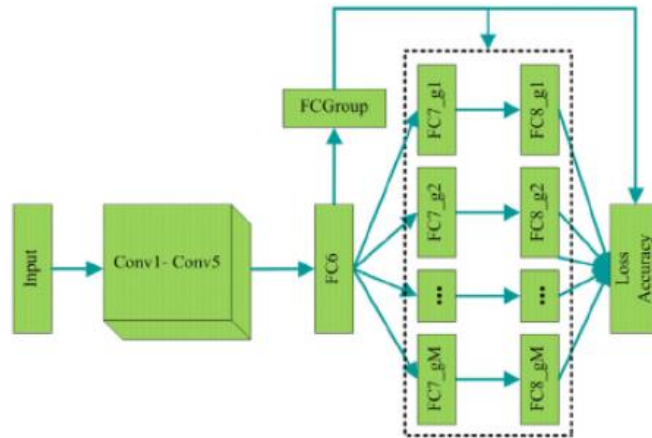 FCGroup
FC7_g1
FC8_g1
FC7_g2
FC8_g2
Input
Conv1- Conv5
FC6
...
...
Loss
Accuracy
FC7_gM
FC8_gM